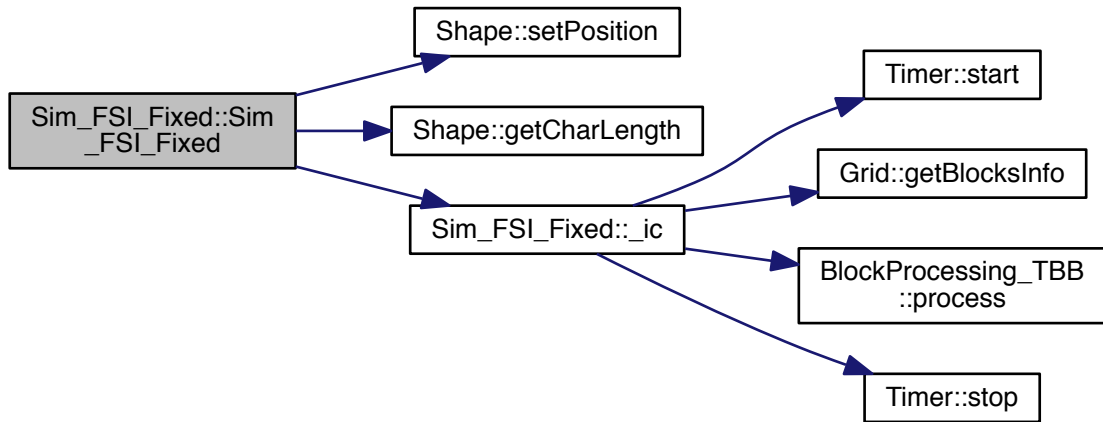 Shape::setPosition
Timer::start
Sim_FSI_Fixed::Sim
_FSI_Fixed
Shape::getCharLength
Grid::getBlocksInfo
Sim_FSI_Fixed::_ic
BlockProcessing_TBB
::process
Timer::stop